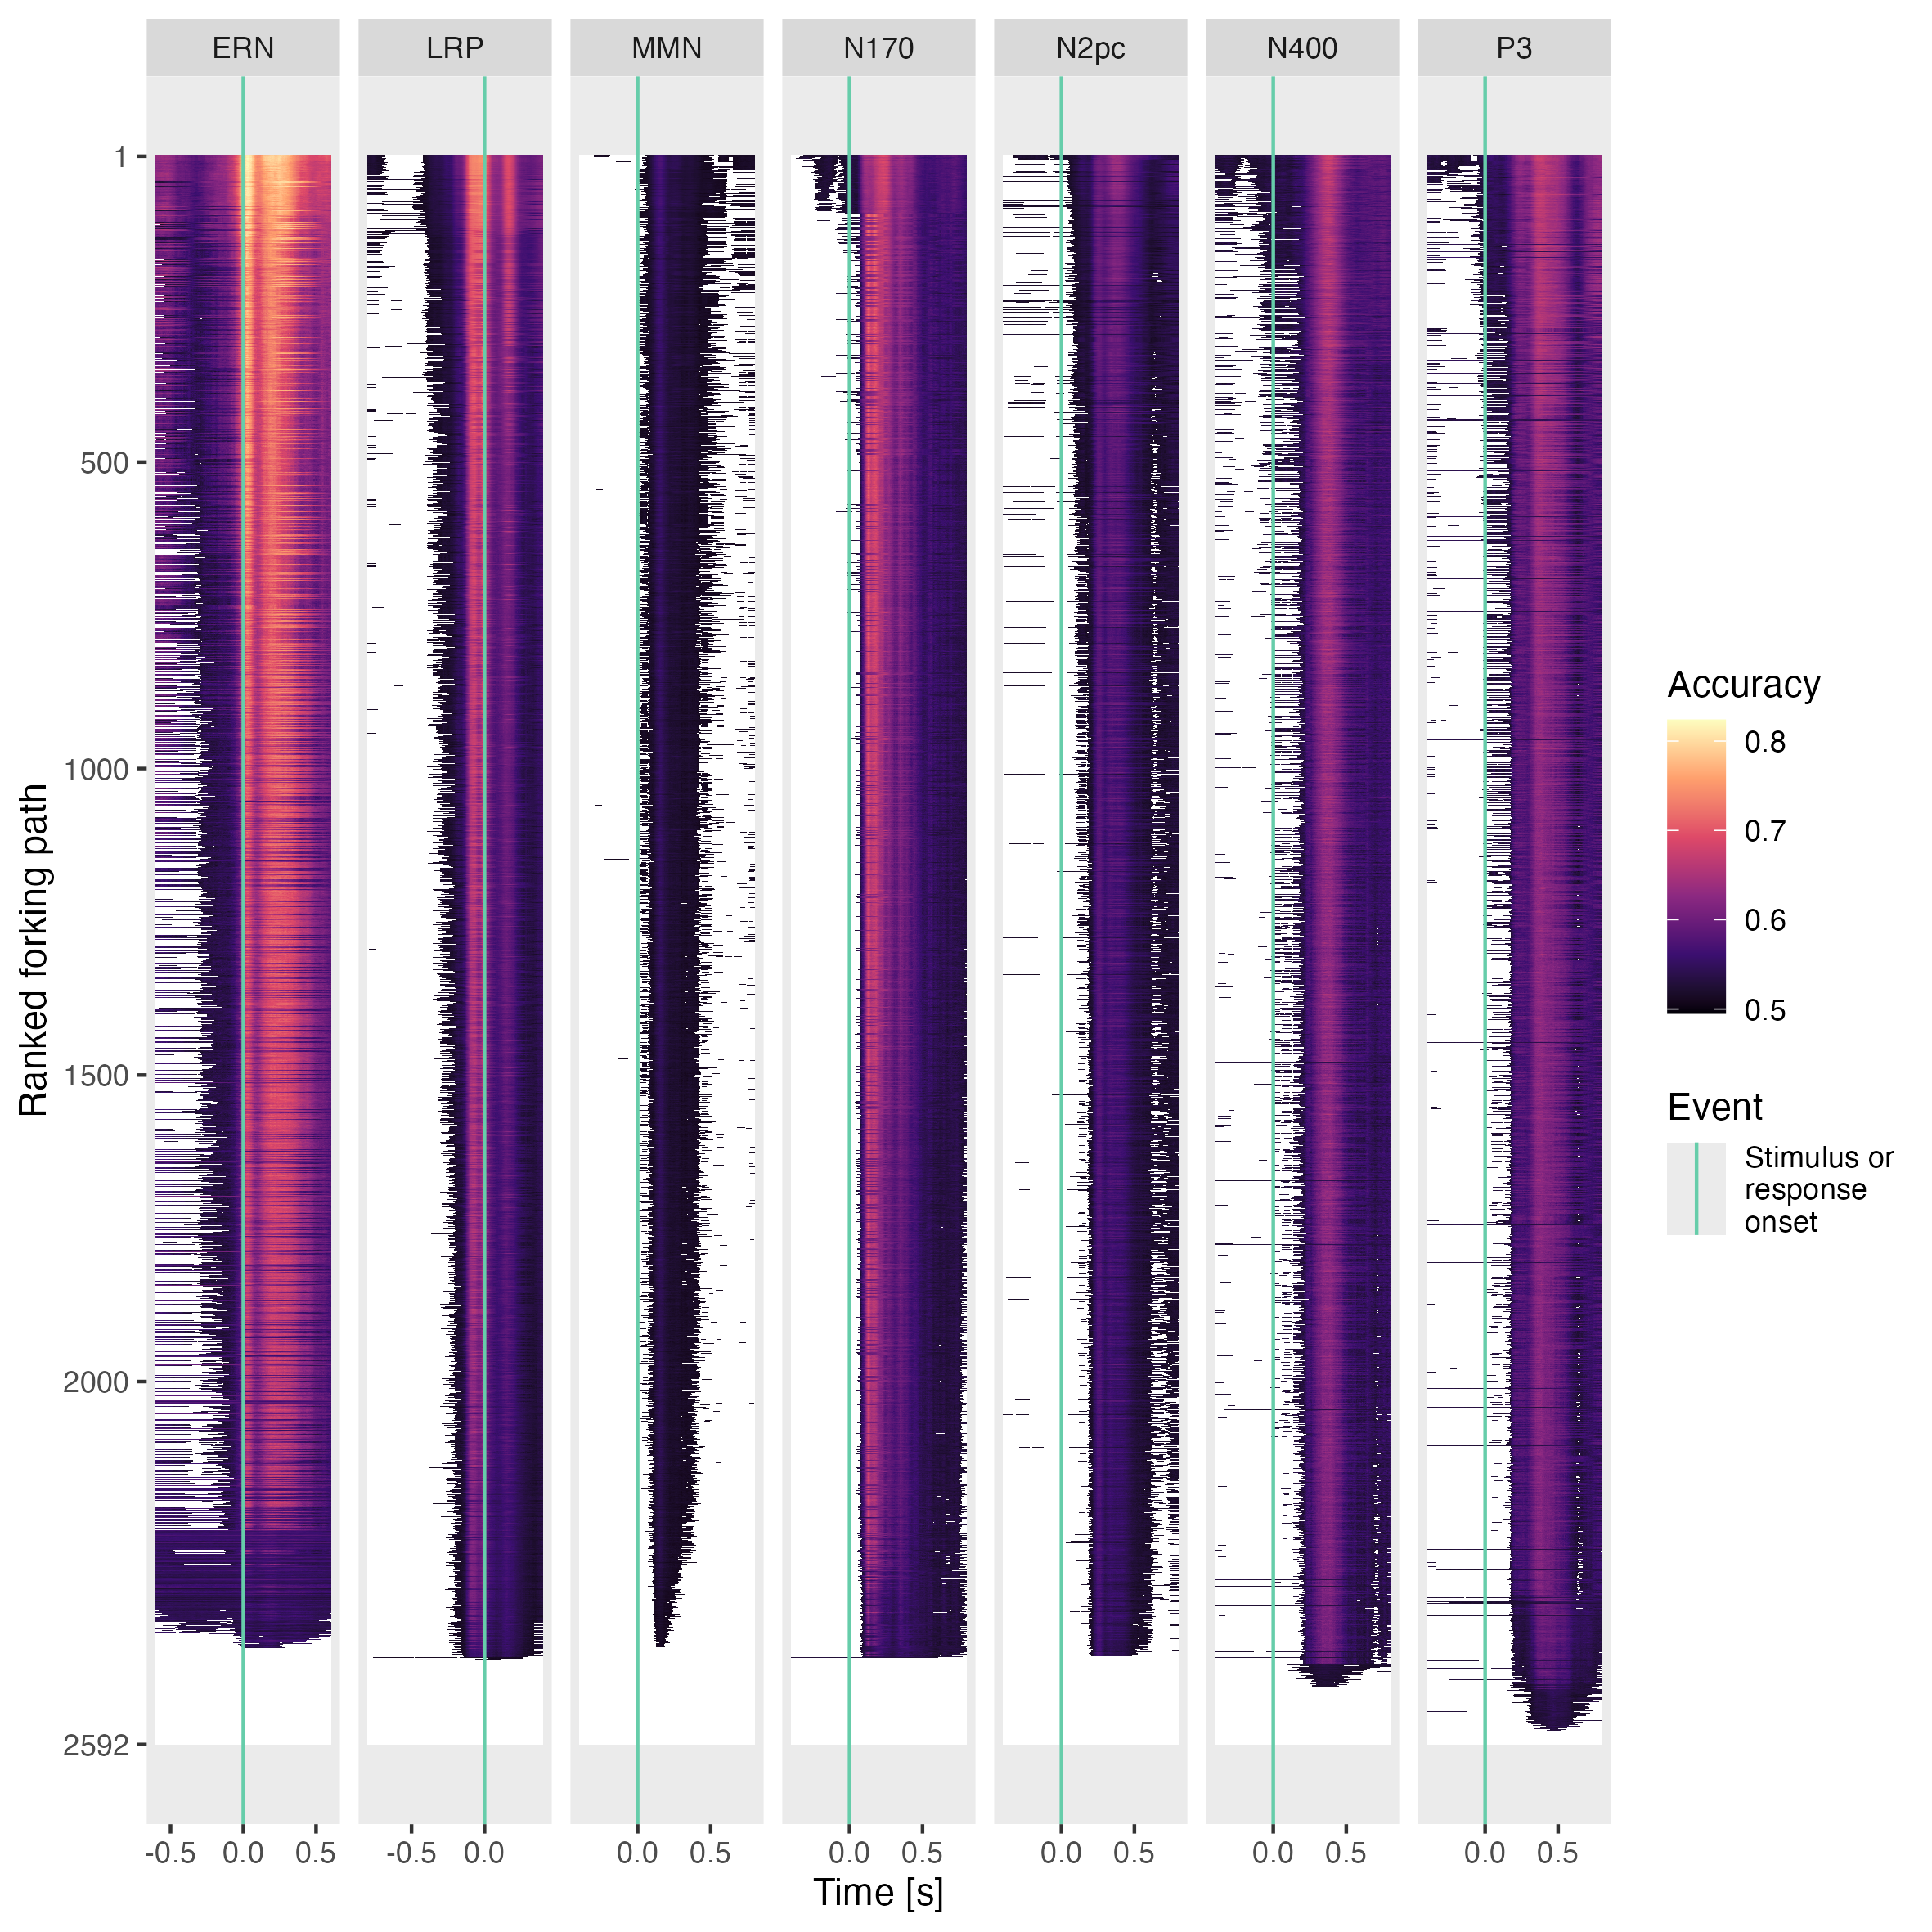 ERN LRP MMN N170 N2pc N400 P3
1
500
1000
1500
2000
2592
Ranked forking path
-0.5 0.0 0.5 -0.5 0.0 0.0 0.5 0.0 0.5 0.0 0.5 0.0 0.5 0.0 0.5
Time [s]
Accuracy
0.8
0.7
0.6
0.5
Event
Stimulus or
response
onset